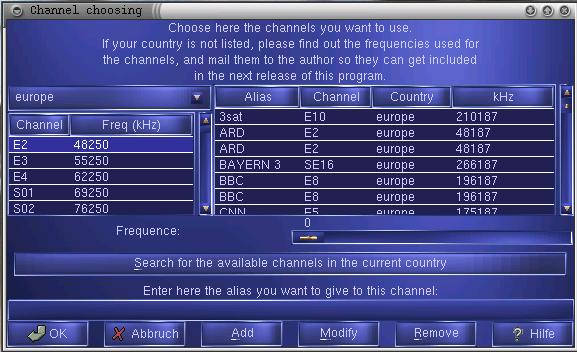 Channel choosing
Choose here the channels you want to use.
If your country is not listed, please find out the frequencies used for
the channels, and mail them to the author so they can get included
in the next release of this program.
europe
Channel Freq (kHz)
E2 48250
E3 55250
E4 62250
S01 69250
S02 76250
Alias Channel Country kHz
3sat E10 europe 210187
ARD E2 europe 48187
ARD E2 europe 48187
BAYERN 3 SE16 europe 266187
BBC E8 europe 196187
BBC E8 europe 196187
CNN E5 europe 175187
0
Frequence:
Search for the available channels in the current country
Enter here the alias you want to give to this channel:
OK Abbruch Add Modify Remove Hilfe